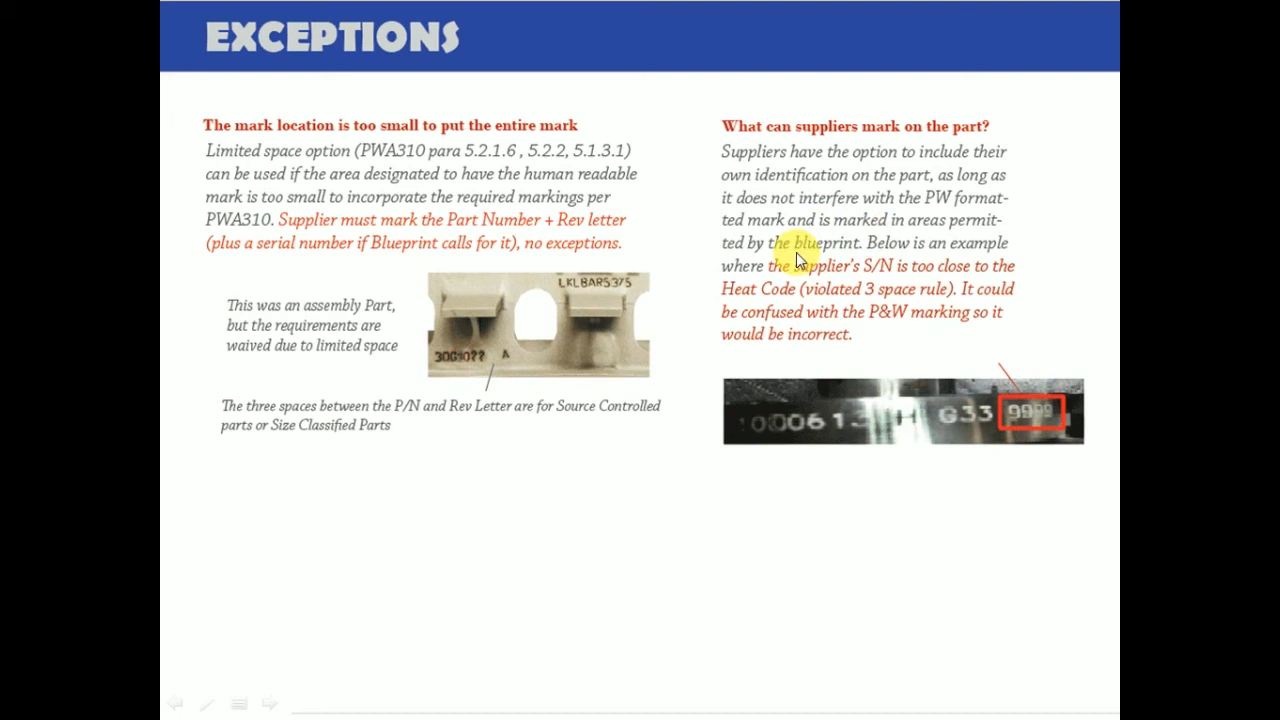 EXCEPTIONS
The mark location is too small to put the entire mark
Limited space option (PWA310 para 5.2.1.6 , 5.2.2, 5.1.3.1)
can be used if the area designated to have the human readable
mark is too small to incorporate the required markings per
PWA310. Supplier must mark the Part Number + Rev letter
(plus a serial number if Blueprint calls for it), no exceptions.
This was an assembly Part,
but the requirements are
waived due to limited space
LKLBAR5375
A
The three spaces between the P/N and Rev Letter are for Source Controlled
parts or Size Classified Parts
What can suppliers mark on the part?
Suppliers have the option to include their
own identification on the part, as long as
it does not interfere with the PW format-
ted mark and is marked in areas permit-
ted by the blueprint. Below is an example
where the supplier's S/N is too close to the
Heat Code (violated 3 space rule). It could
be confused with the P&W marking so it
would be incorrect.
H G33 9999